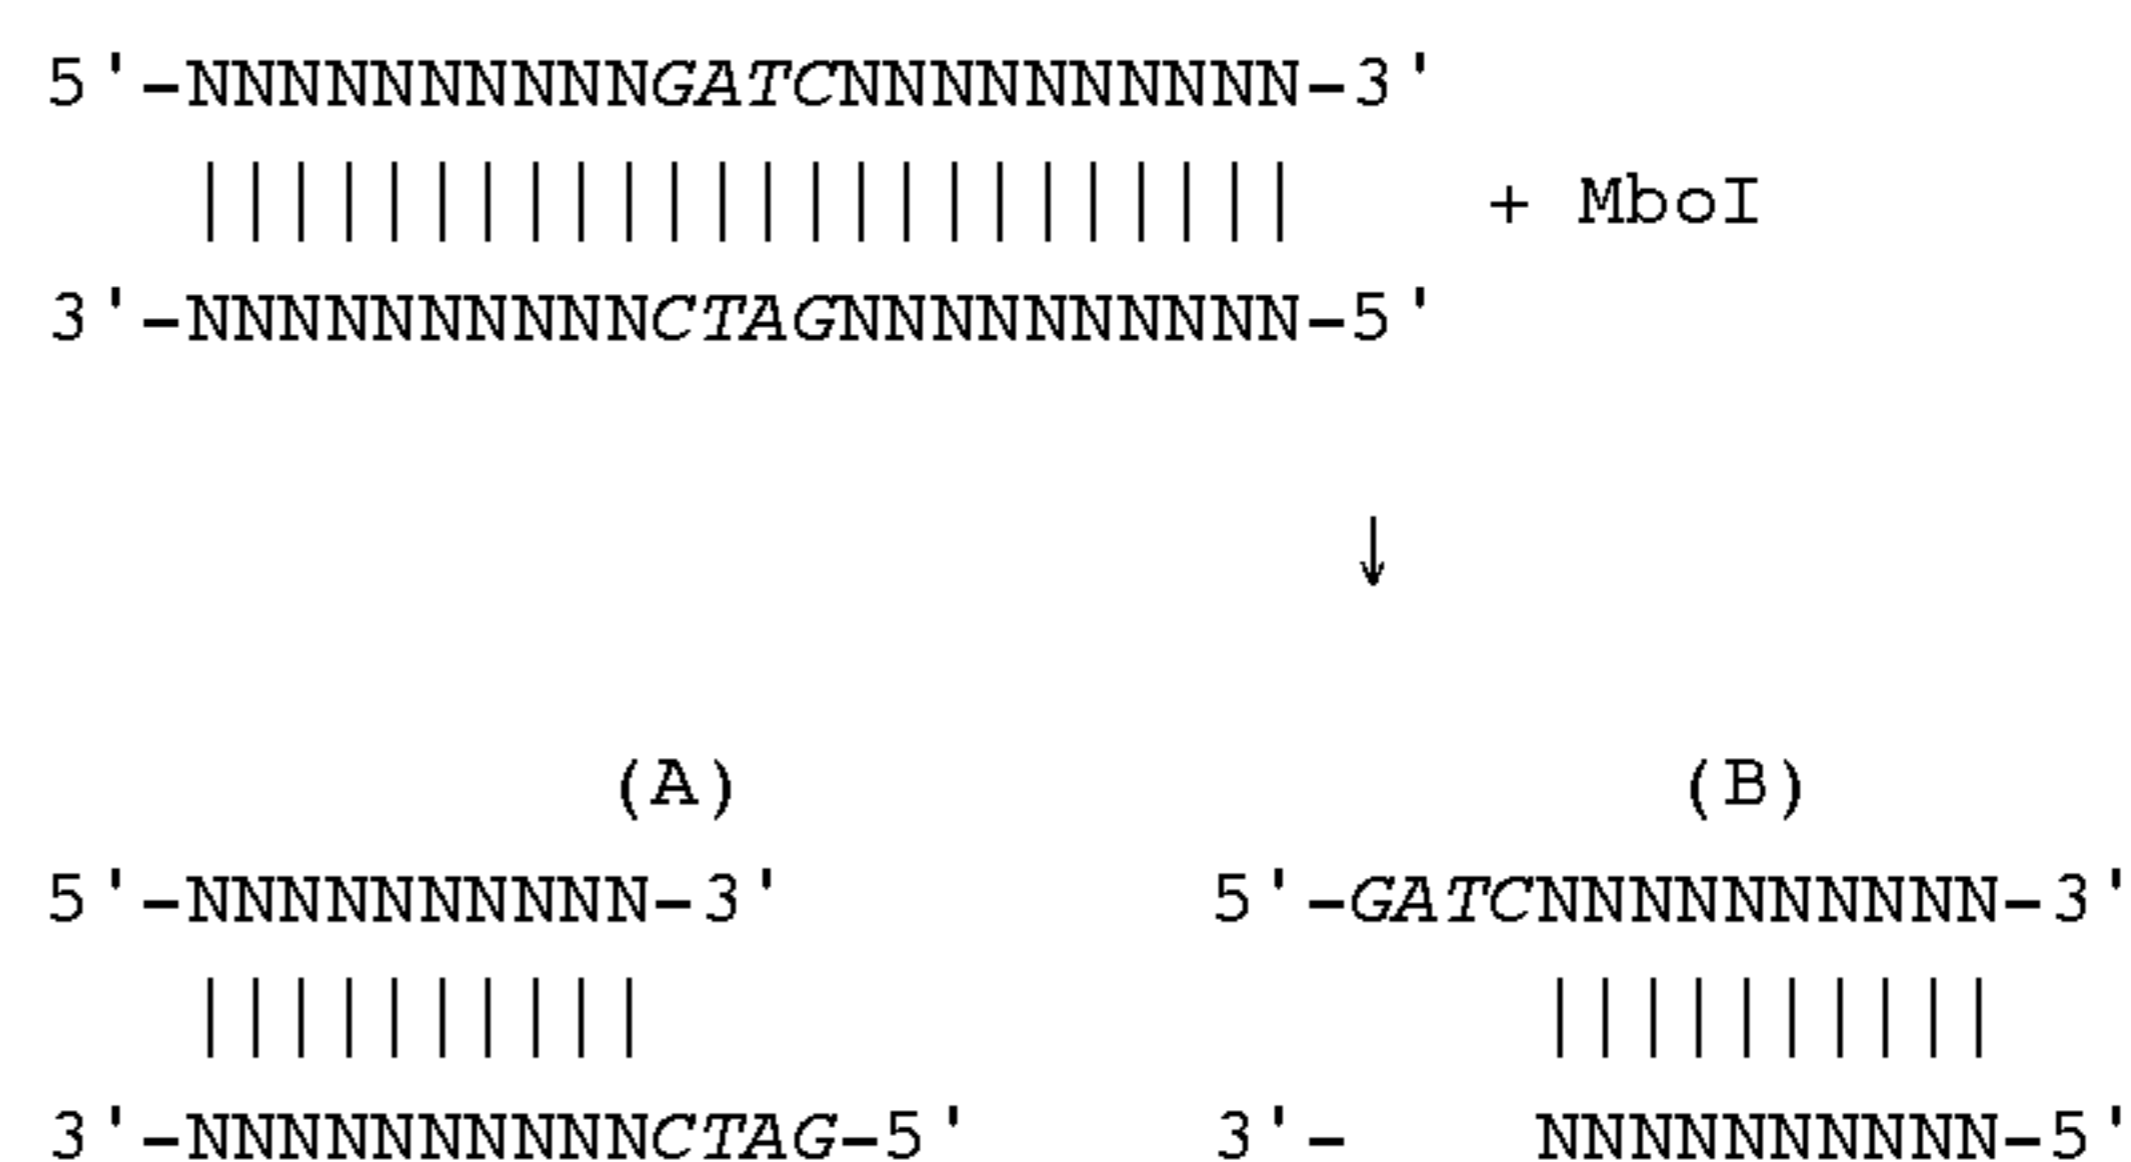 5'-NNNNNNNNNNGATCNNNNNNNNNN-3'
||||||||||||||||||||||||
+ MboI
3'-NNNNNNNNNNCTAGNNNNNNNNNN-5'
↓
(A) (B)
5'-NNNNNNNNNN-3' 5'-GATCNNNNNNNNNN-3'
|||||||||| ||||||||||
3'-NNNNNNNNNNCTAG-5' 3'- NNNNNNNNNN-5'